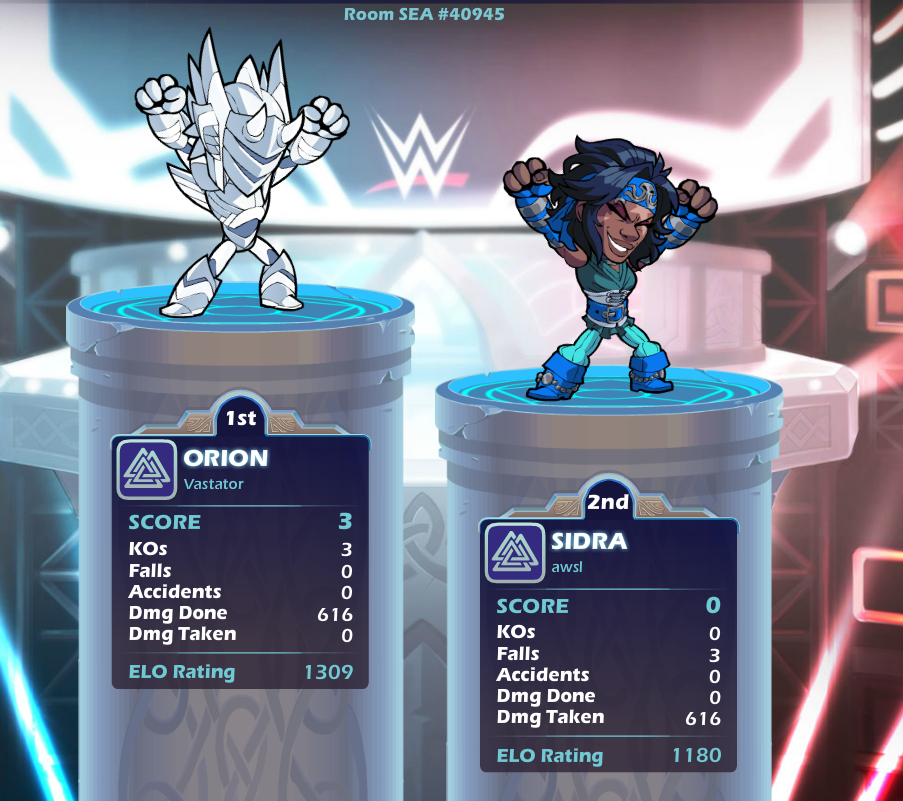 Room SEA #40945
1st
ORION
Vastator
SCORE 3
KOs 3
Falls 0
Accidents 0
Dmg Done 616
Dmg Taken 0
ELO Rating 1309
2nd
SIDRA
awsl
SCORE 0
KOs 0
Falls 3
Accidents 0
Dmg Done 0
Dmg Taken 616
ELO Rating 1180